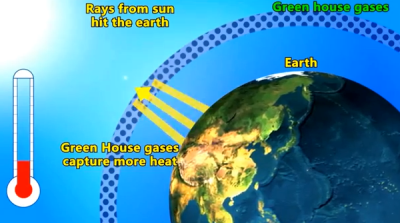 Rays from sun
hit the earth
Green house gases
Earth
Green House gases
capture more heat